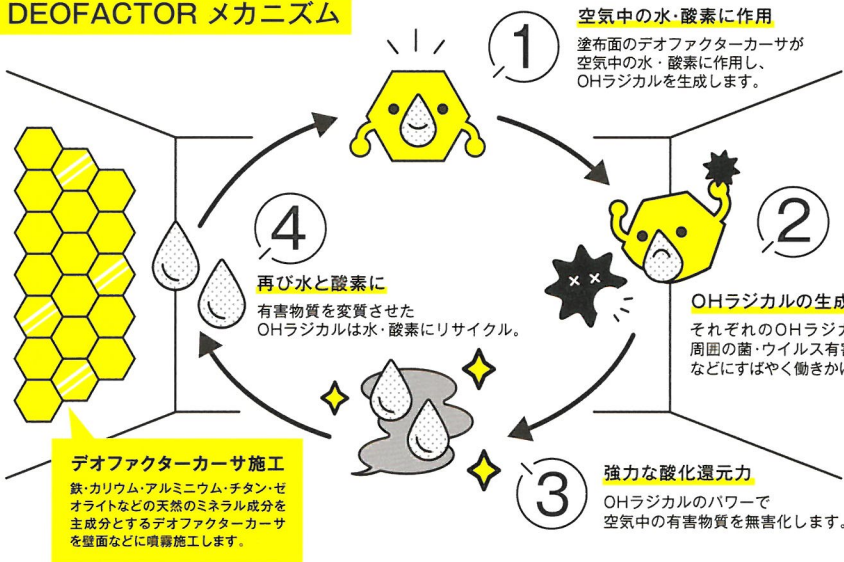 DEOFACTOR メカニズム
1
空気中の水・酸素に作用
塗布面のデオファクターカーサが
空気中の水・酸素に作用し、
OHラジカルを生成します。
2
OHラジカルの生成
それぞれのOHラジカ
周囲の菌・ウイルス有害
などにすばやく働きか
3
強力な酸化還元力
OHラジカルのパワーで
空気中の有害物質を無害化します。
4
再び水と酸素に
有害物質を変質させた
OHラジカルは水・酸素にリサイクル。
デオファクターカーサ施工
鉄・カリウム・アルミニウム・チタン・ゼ
オライトなどの天然のミネラル成分を
主成分とするデオファクターカーサ
を壁面などに噴霧施工します。